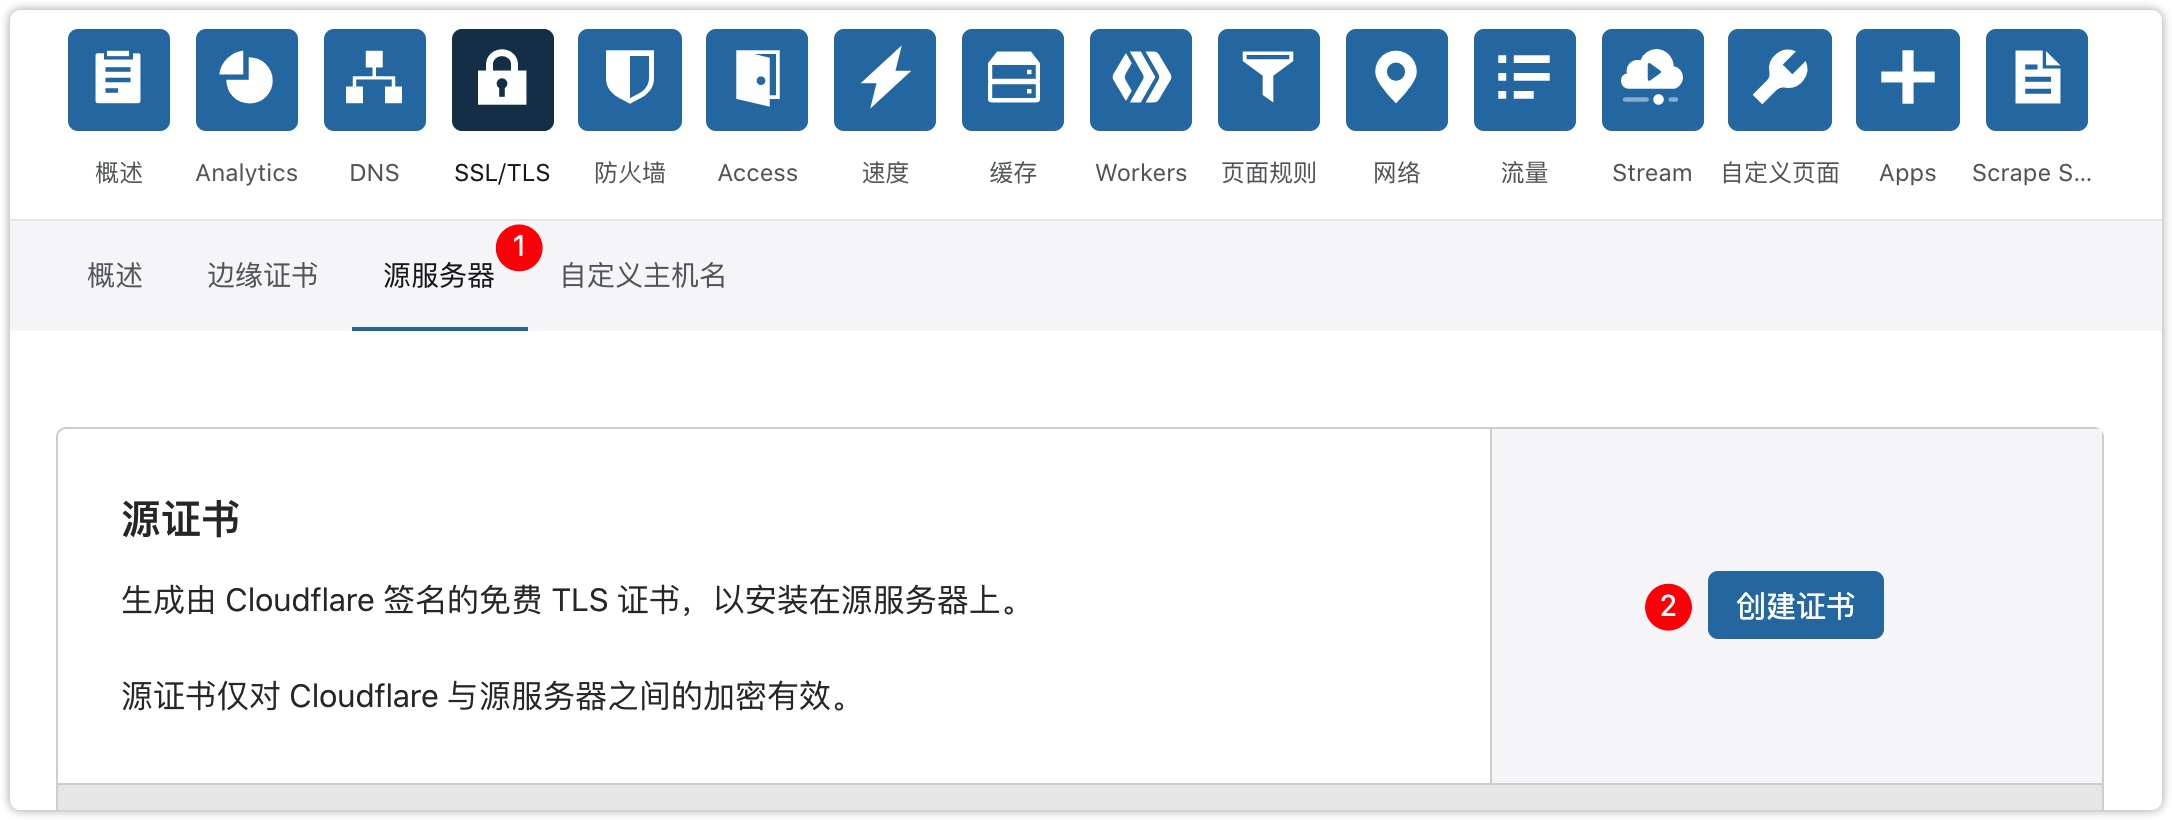 概述
Analytics
DNS
SSL/TLS
防火墙
Access
速度
缓存
Workers
页面规则
网络
流量
Stream
自定义页面
Apps
Scrape S...
概述
边缘证书
源服务器
1
自定义主机名
源证书
生成由 Cloudflare 签名的免费 TLS 证书，以安装在源服务器上。
源证书仅对 Cloudflare 与源服务器之间的加密有效。
2
创建证书